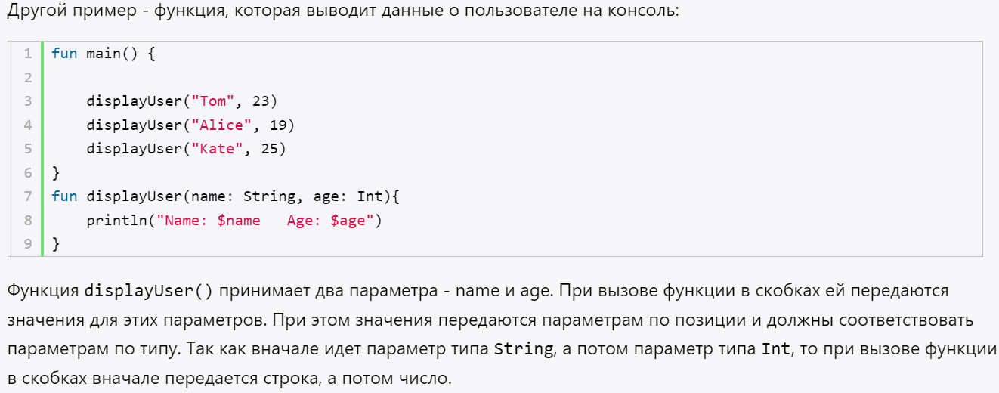 Другой пример - функция, которая выводит данные о пользователе на консоль:
1 fun main() {
2
3     displayUser("Tom", 23)
4     displayUser("Alice", 19)
5     displayUser("Kate", 25)
6 }
7 fun displayUser(name: String, age: Int){
8     println("Name: $name   Age: $age")
9 }
Функция displayUser() принимает два параметра - name и age. При вызове функции в скобках ей передаются
значения для этих параметров. При этом значения передаются параметрам по позиции и должны соответствовать
параметрам по типу. Так как вначале идет параметр типа String, а потом параметр типа Int, то при вызове функции
в скобках вначале передается строка, а потом число.